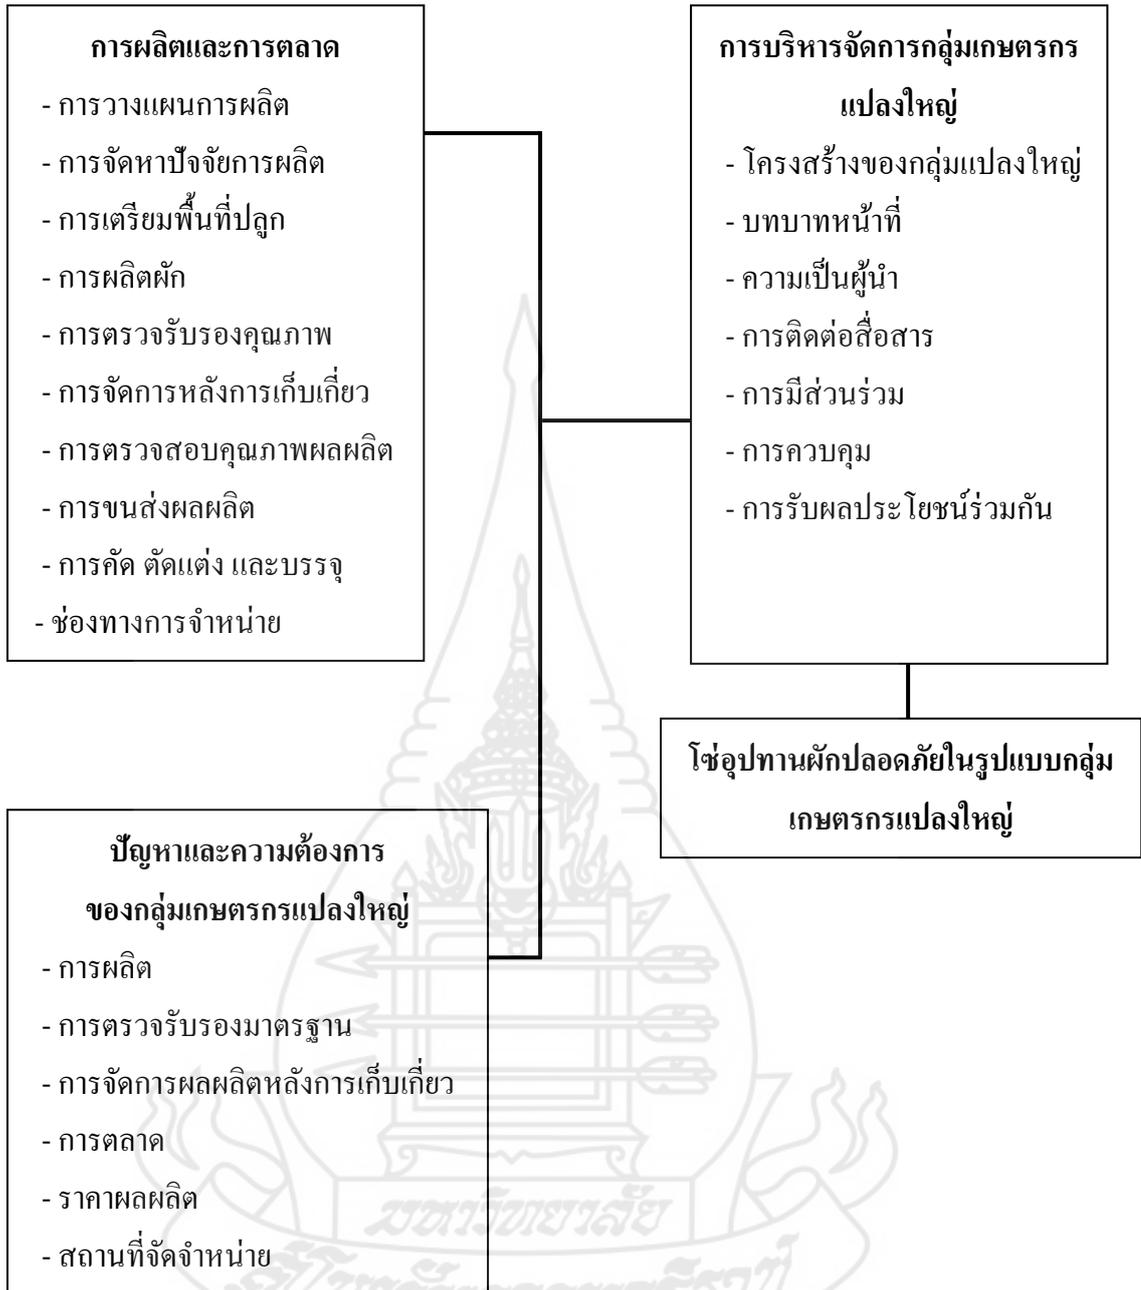 การผลิตและการตลาด
- การวางแผนการผลิต
- การจัดหาปัจจัยการผลิต
- การเตรียมพื้นที่ปลูก
- การผลิตผัก
- การตรวจรับรองคุณภาพ
- การจัดการหลังการเก็บเกี่ยว
- การตรวจสอบคุณภาพผลผลิต
- การขนส่งผลผลิต
- การคัด ตัดแต่ง และบรรจุ
- ช่องทางการจำหน่าย
การบริหารจัดการกลุ่มเกษตรกร
แปลงใหญ่
- โครงสร้างของกลุ่มแปลงใหญ่
- บทบาทหน้าที่
- ความเป็นผู้นำ
- การติดต่อสื่อสาร
- การมีส่วนร่วม
- การควบคุม
- การรับผลประโยชน์ร่วมกัน
โซ่อุปทานผักปลอดภัยในรูปแบบกลุ่ม
เกษตรกรแปลงใหญ่
ปัญหาและความต้องการ
ของกลุ่มเกษตรกรแปลงใหญ่
- การผลิต
- การตรวจรับรองมาตรฐาน
- การจัดการผลผลิตหลังการเก็บเกี่ยว
- การตลาด
- ราคาผลผลิต
- สถานที่จัดจำหน่าย
มหาวิทยาลัย